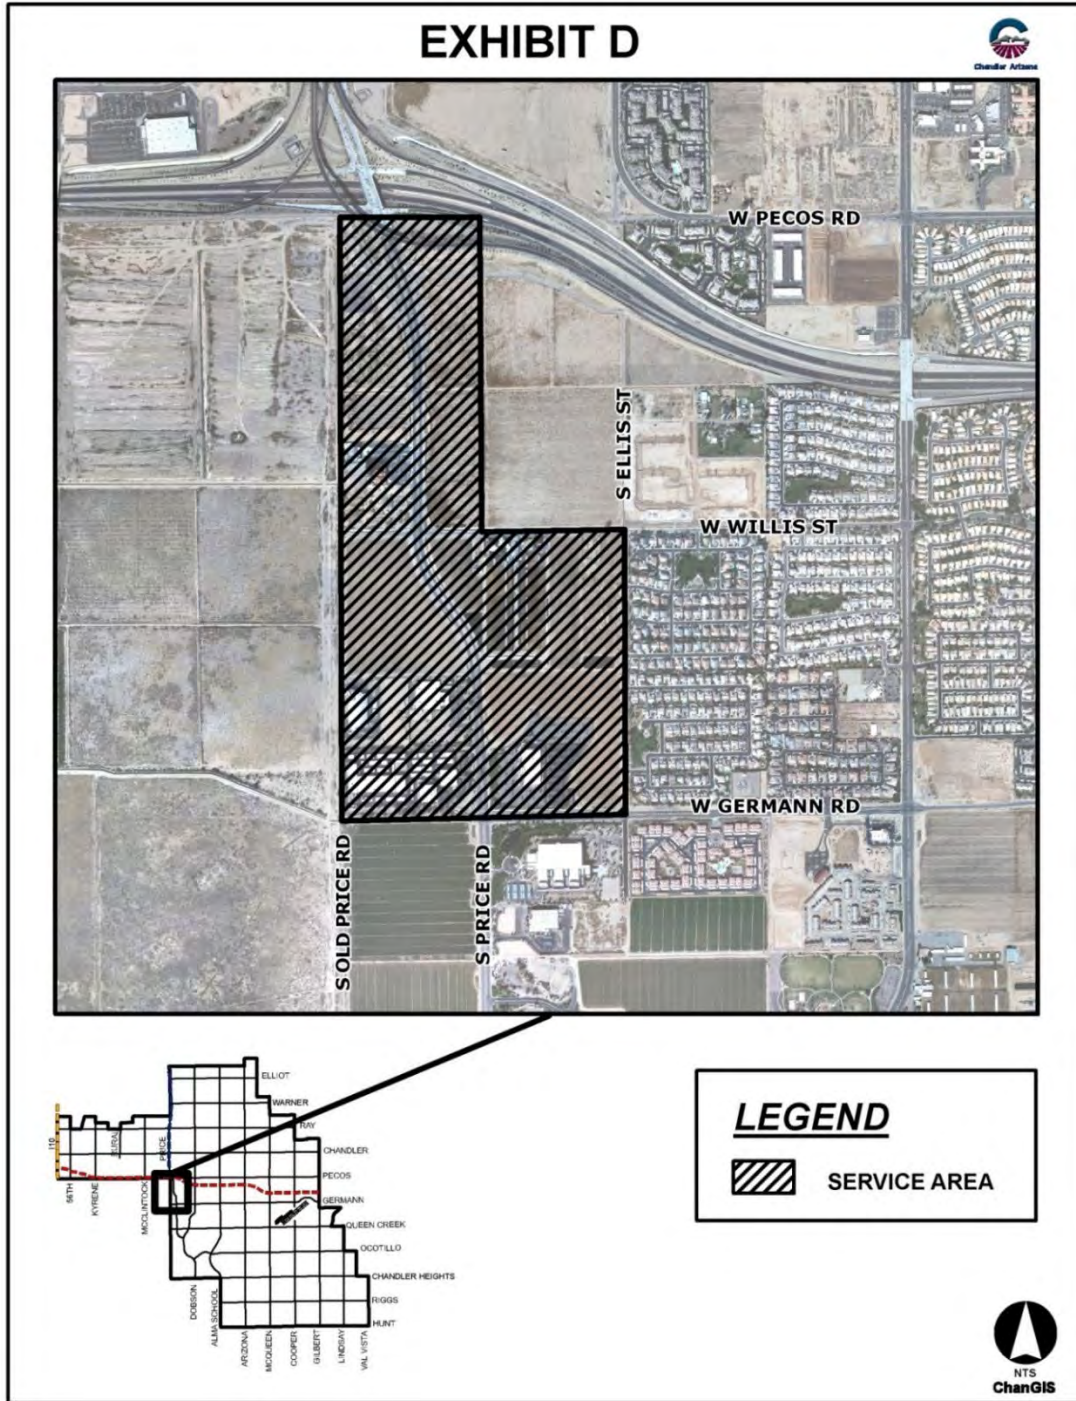 EXHIBIT D
Chandler Arizona
W PECOS RD
S ELLIS ST
W WILLIS ST
W GERMANN RD
S OLD PRICE RD
S PRICE RD
ELLIOT
WARNER
RAY
CHANDLER
PECOS
GERMANN
QUEEN CREEK
OCOTILLO
CHANDLER HEIGHTS
RIGGS
HUNT
I10
56TH
KYRENE
RURAL
MCCLINTOCK
PRICE
DOBSON
ALMA SCHOOL
ARIZONA
MCQUEEN
COOPER
GILBERT
LINDSAY
VAL VISTA
LEGEND
SERVICE AREA
NTS
ChanGIS